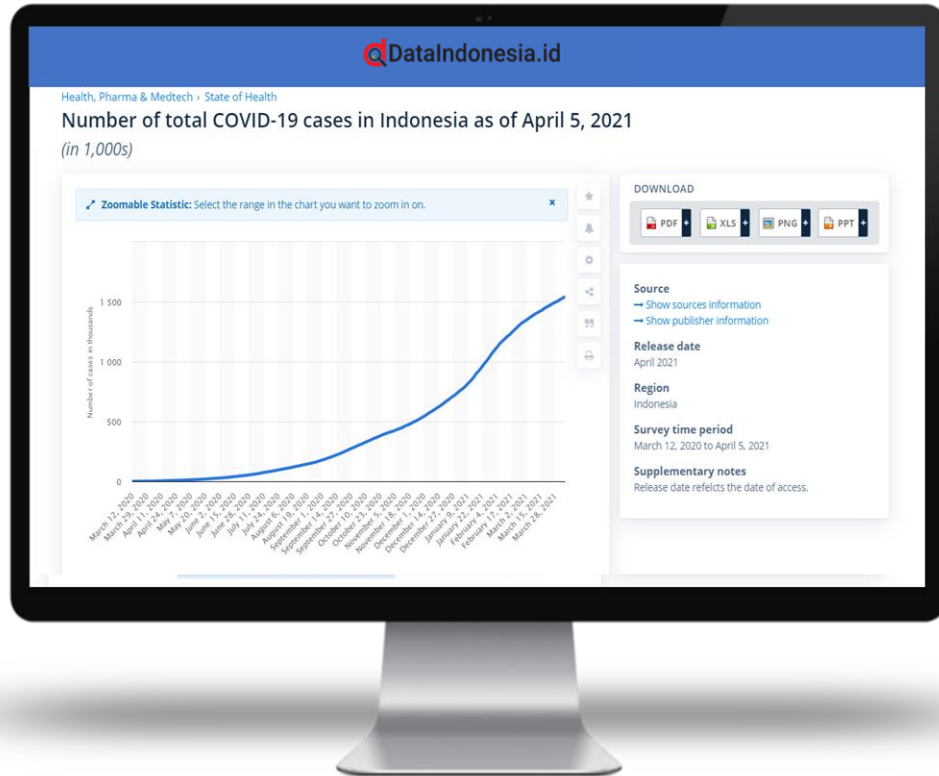 DataIndonesia.id
Health, Pharma & Medtech › State of Health
Number of total COVID-19 cases in Indonesia as of April 5, 2021
(in 1,000s)
Zoomable Statistic: Select the range in the chart you want to zoom in on.
x
Number of cases in thousands
1 500
1 000
500
0
March 12, 2020
March 29, 2020
April 11, 2020
April 24, 2020
May 7, 2020
May 20, 2020
June 2, 2020
June 15, 2020
June 28, 2020
July 11, 2020
July 24, 2020
August 6, 2020
August 19, 2020
September 1, 2020
September 14, 2020
September 27, 2020
October 10, 2020
October 23, 2020
November 5, 2020
November 18, 2020
December 1, 2020
December 14, 2020
December 27, 2020
January 9, 2021
January 22, 2021
February 4, 2021
February 17, 2021
March 2, 2021
March 15, 2021
March 28, 2021
DOWNLOAD
PDF +
XLS +
PNG +
PPT +
Source
→ Show sources information
→ Show publisher information
Release date
April 2021
Region
Indonesia
Survey time period
March 12, 2020 to April 5, 2021
Supplementary notes
Release date refelcts the date of access.